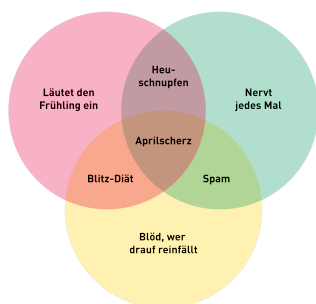 Heu-
schnupfen
Läutet den
Frühling ein
Nervt
jedes Mal
Aprilscherz
Blitz-Diät
Spam
Blöd, wer
drauf reinfällt